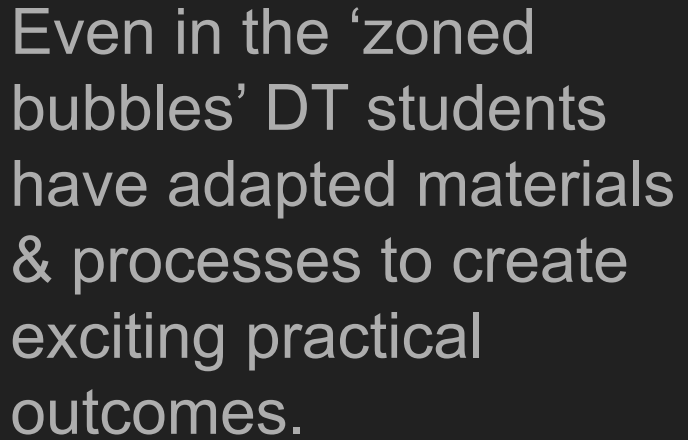 Even in the ‘zoned
bubbles’ DT students
have adapted materials
& processes to create
exciting practical
outcomes.